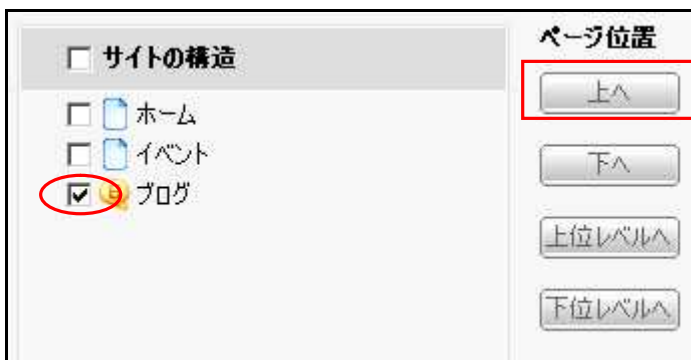 サイトの構造
ホーム
イベント
ブログ
ページ位置
上へ
下へ
上位レベルへ
下位レベルへ